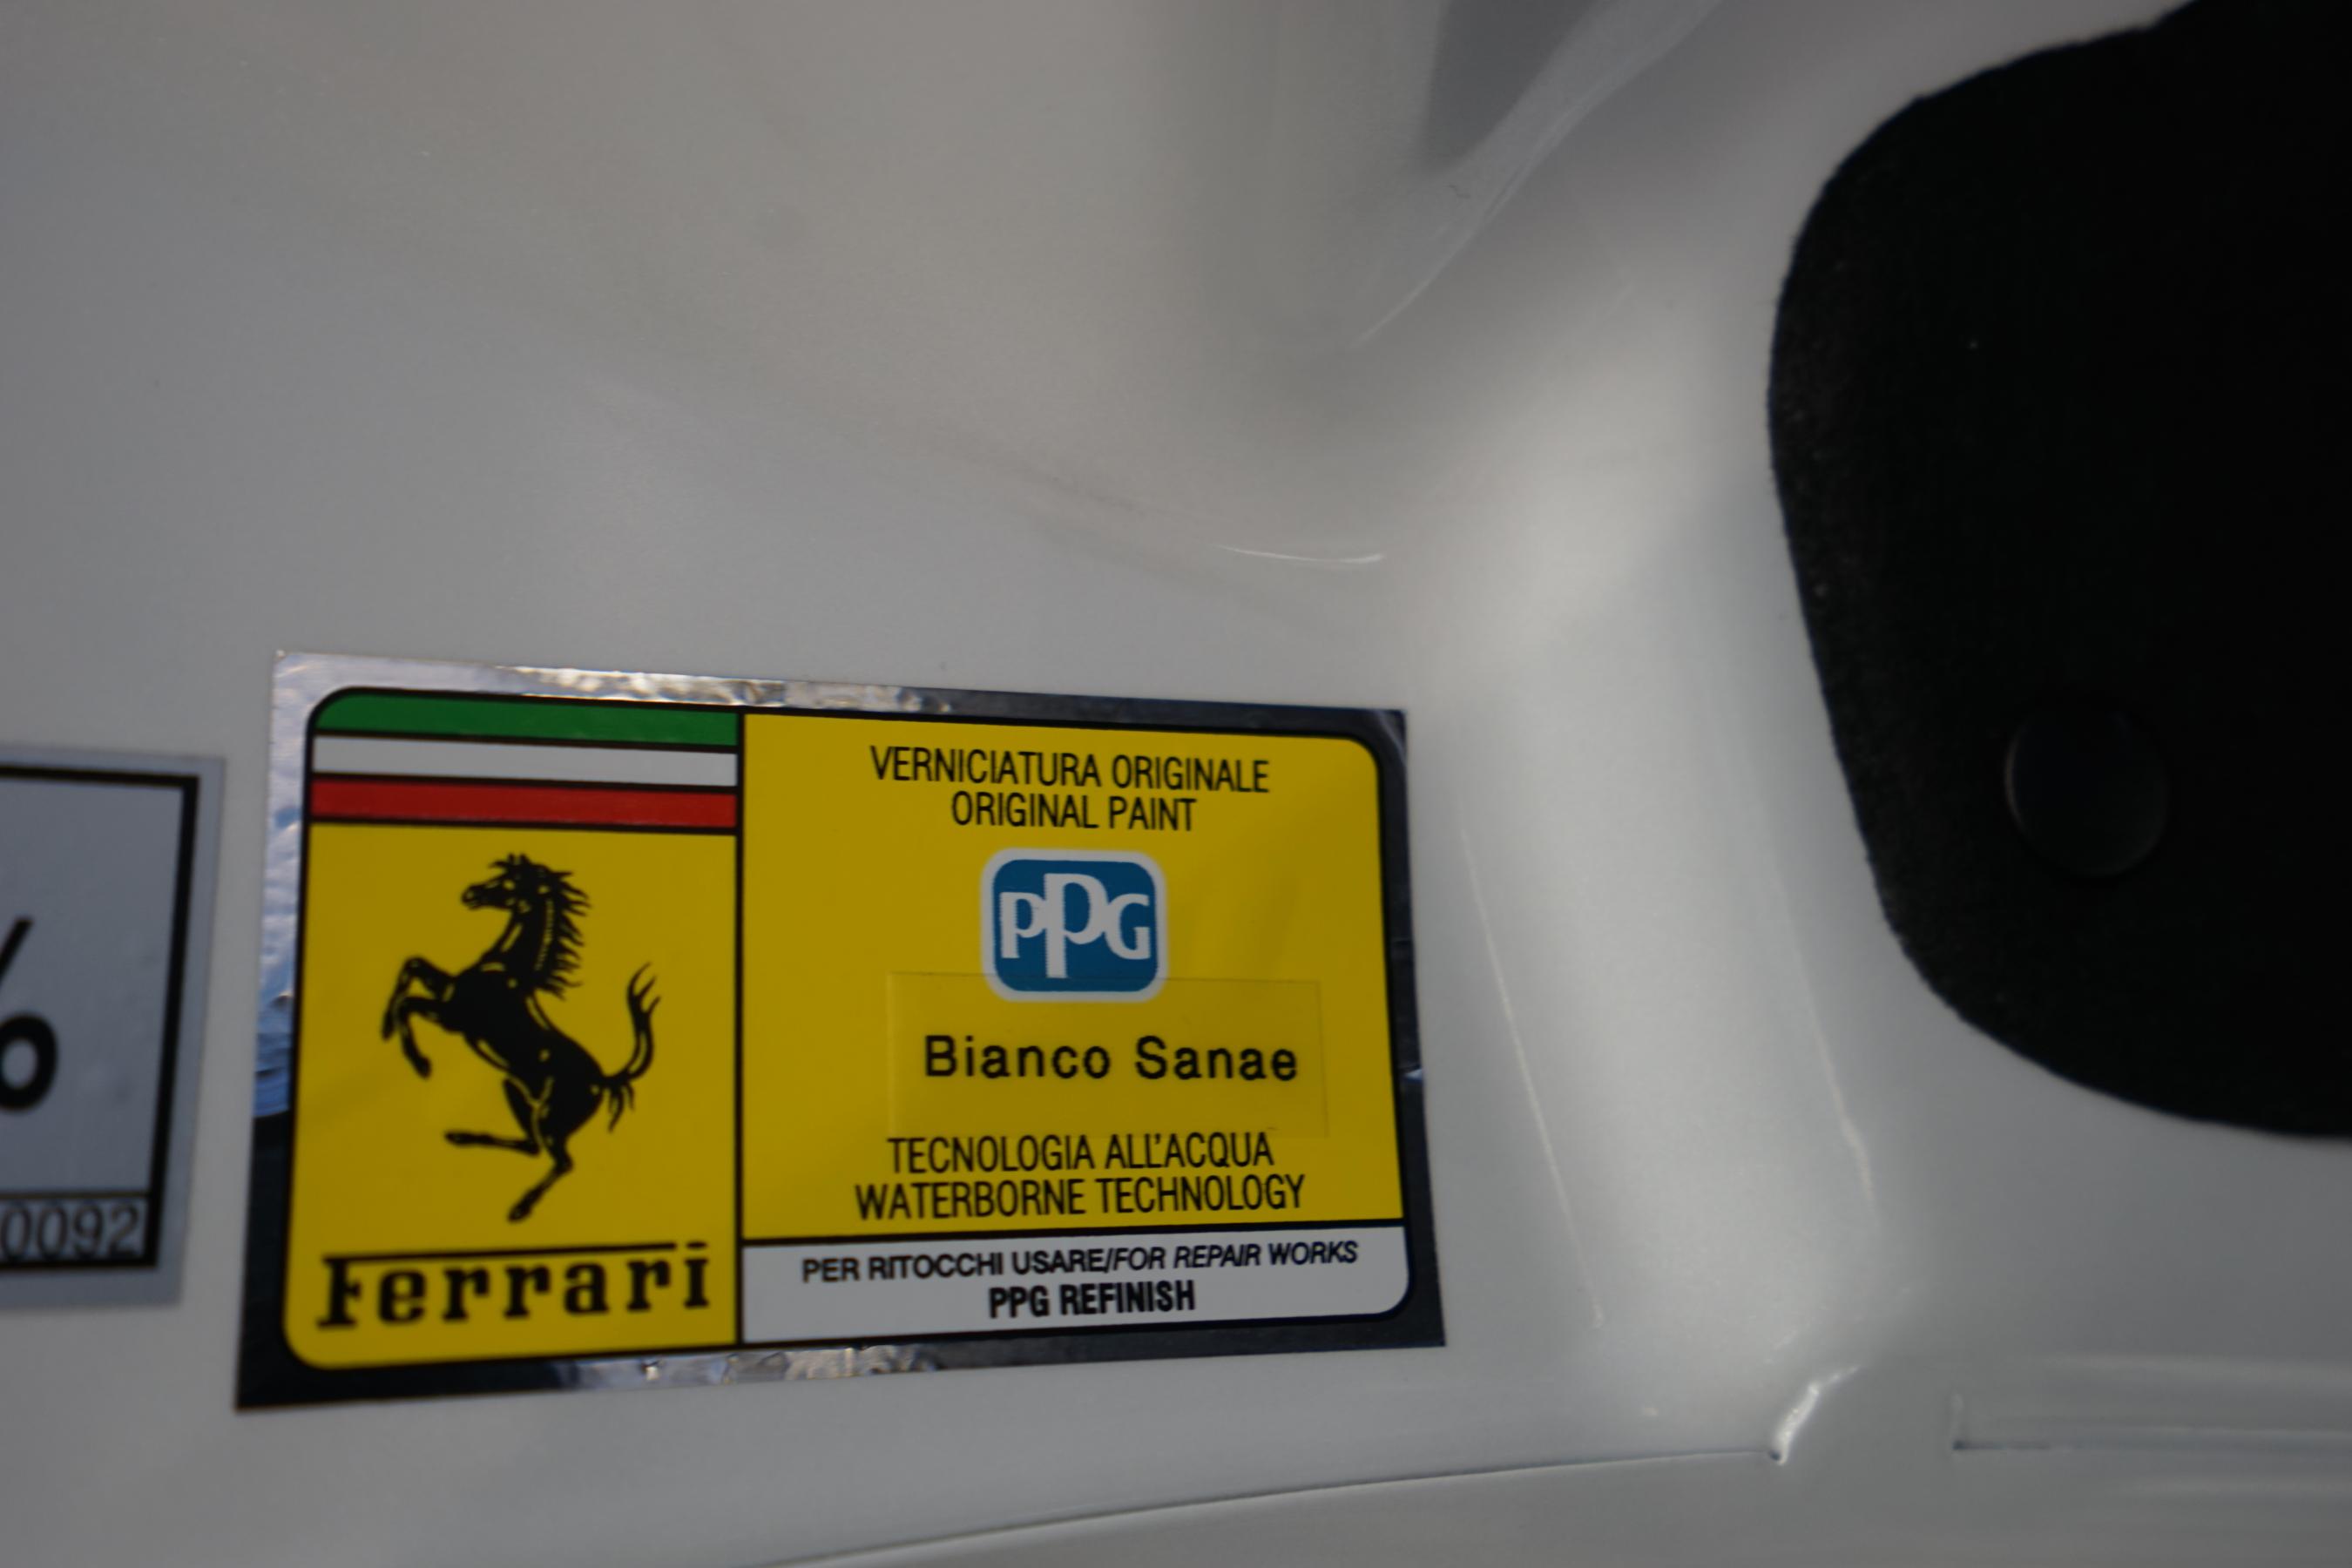 VERNICIATURA ORIGINALE
ORIGINAL PAINT
PPG
Bianco Sanae
TECNOLOGIA ALL'ACQUA
WATERBORNE TECHNOLOGY
PER RITOCCHI USARE/FOR REPAIR WORKS
PPG REFINISH
Ferrari
%
0092